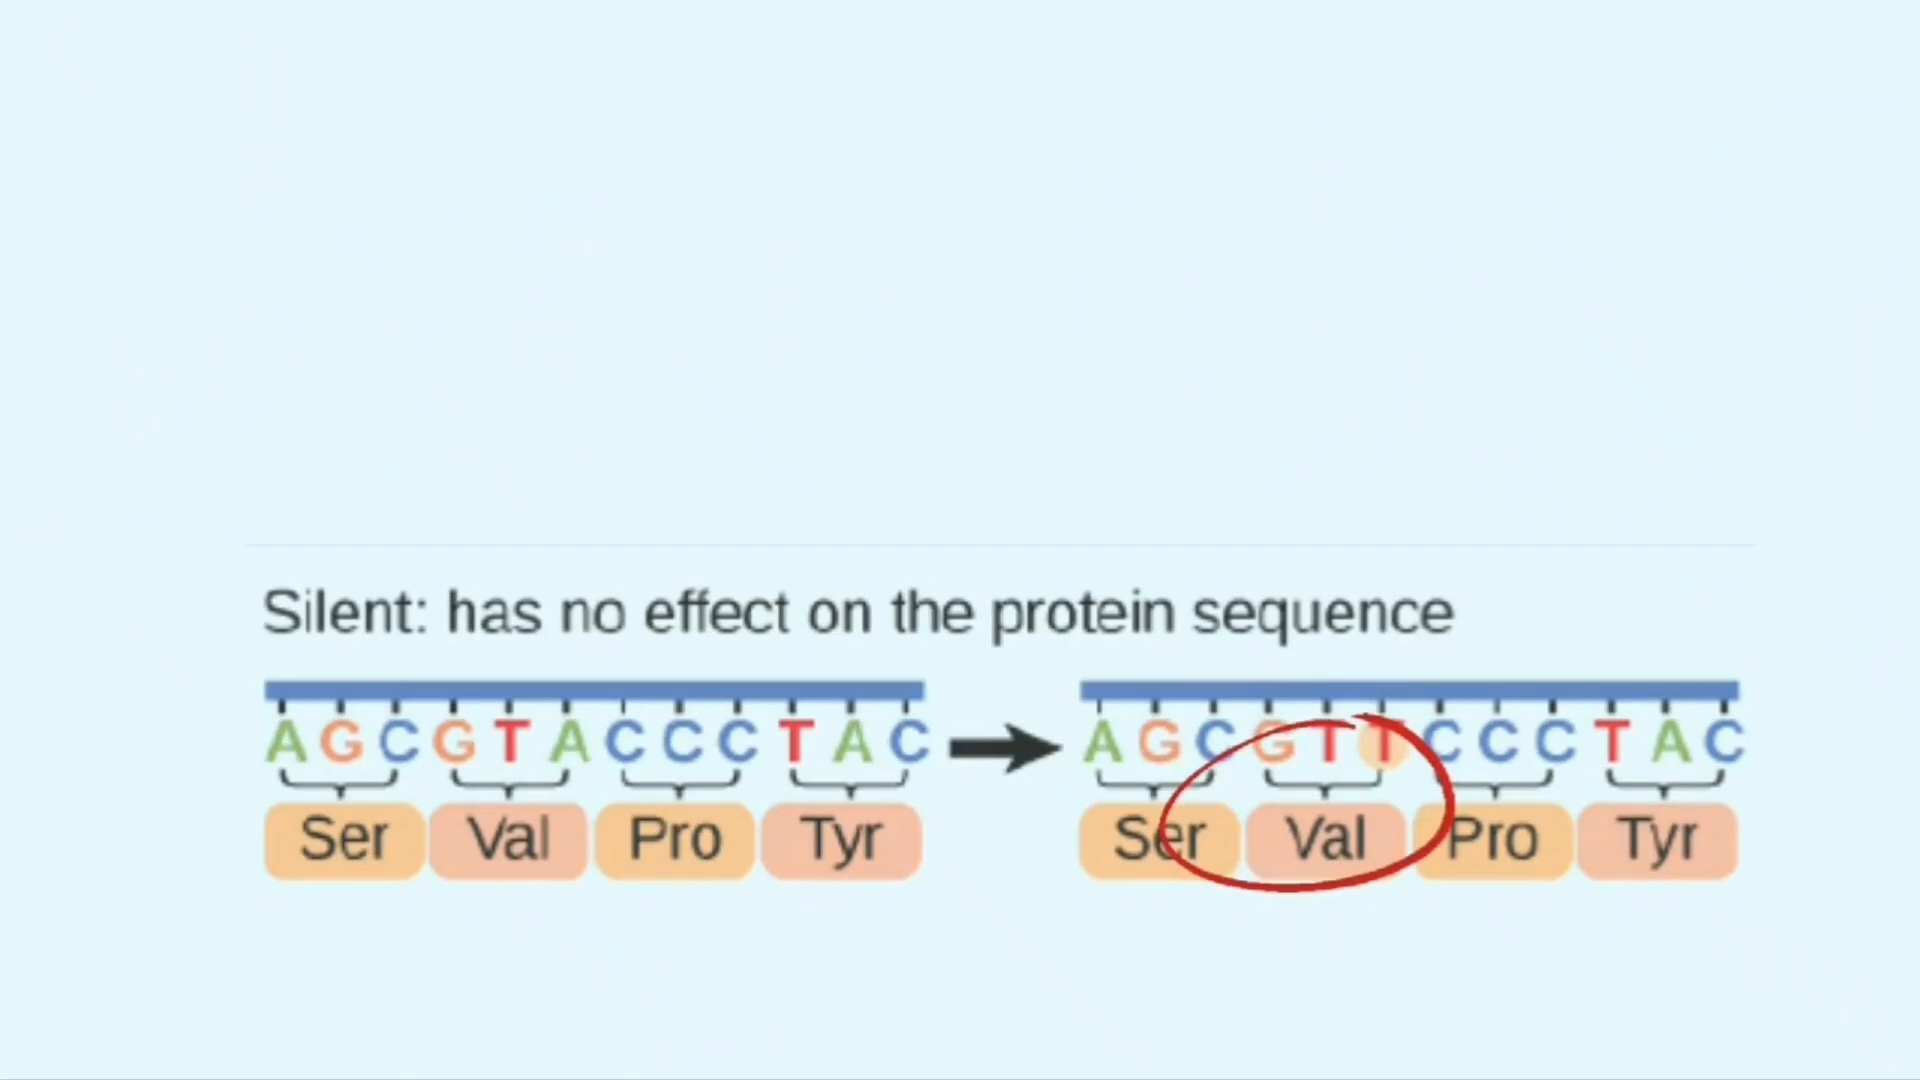 Silent: has no effect on the protein sequence
A G C G T A C C C T A C A G C G T T C C C T A C
Ser Val Pro Tyr Ser Val Pro Tyr